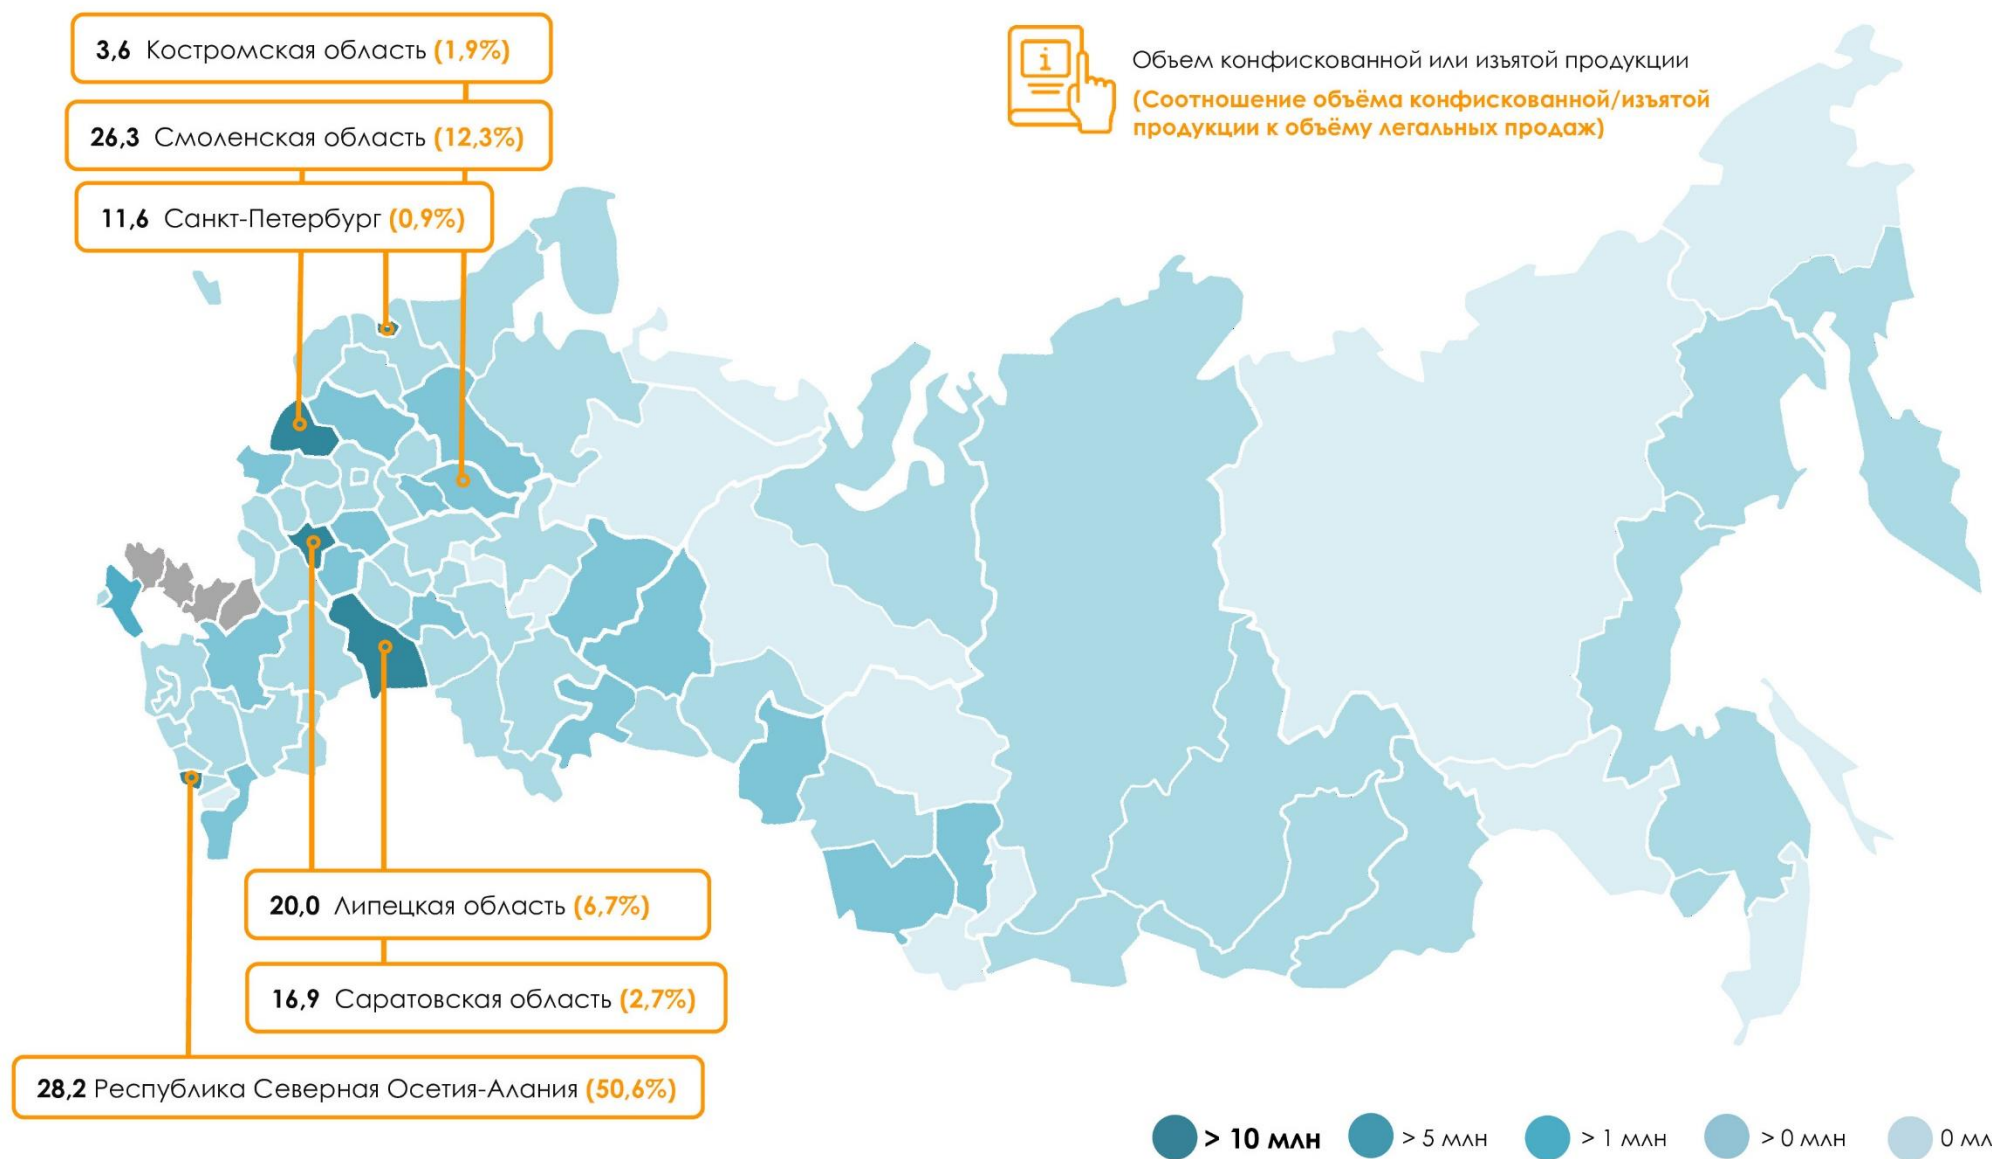 3,6 Костромская область (1,9%)
26,3 Смоленская область (12,3%)
11,6 Санкт-Петербург (0,9%)
i
Объем конфискованной или изъятой продукции
(Соотношение объёма конфискованной/изъятой
продукции к объёму легальных продаж)
20,0 Липецкая область (6,7%)
16,9 Саратовская область (2,7%)
28,2 Республика Северная Осетия-Алания (50,6%)
> 10 млн
> 5 млн
> 1 млн
> 0 млн
0 мл